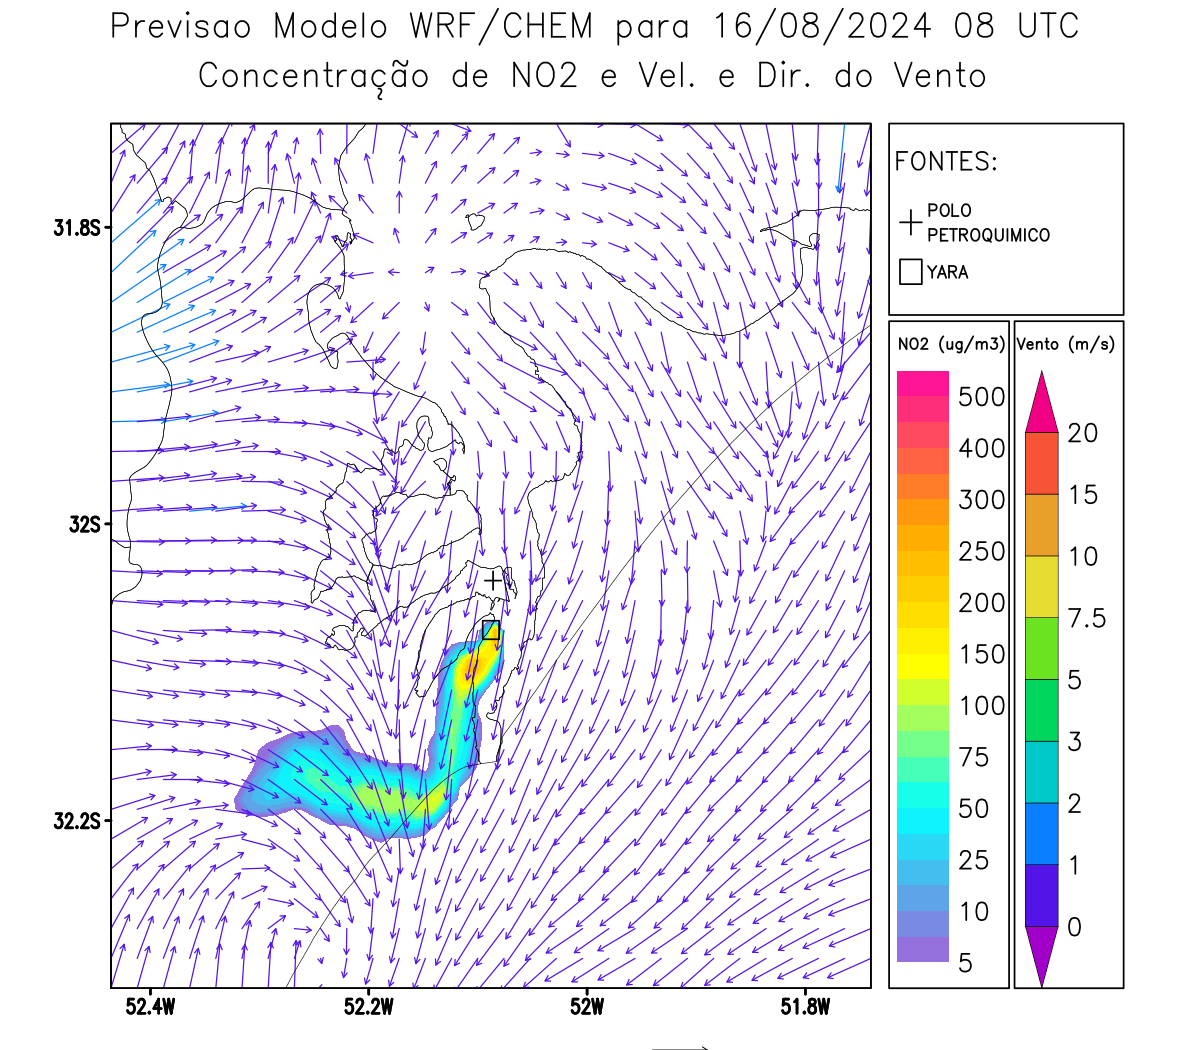 Previsao Modelo WRF/CHEM para 16/08/2024 08 UTC
Concentração de NO2 e Vel. e Dir. do Vento
FONTES:
POLO
PETROQUIMICO
YARA
NO2 (ug/m3)
500
400
300
250
200
150
100
75
50
25
10
5
Vento (m/s)
20
15
10
7.5
5
3
2
1
0
31.8S
32S
32.2S
52.4W
52.2W
52W
51.8W